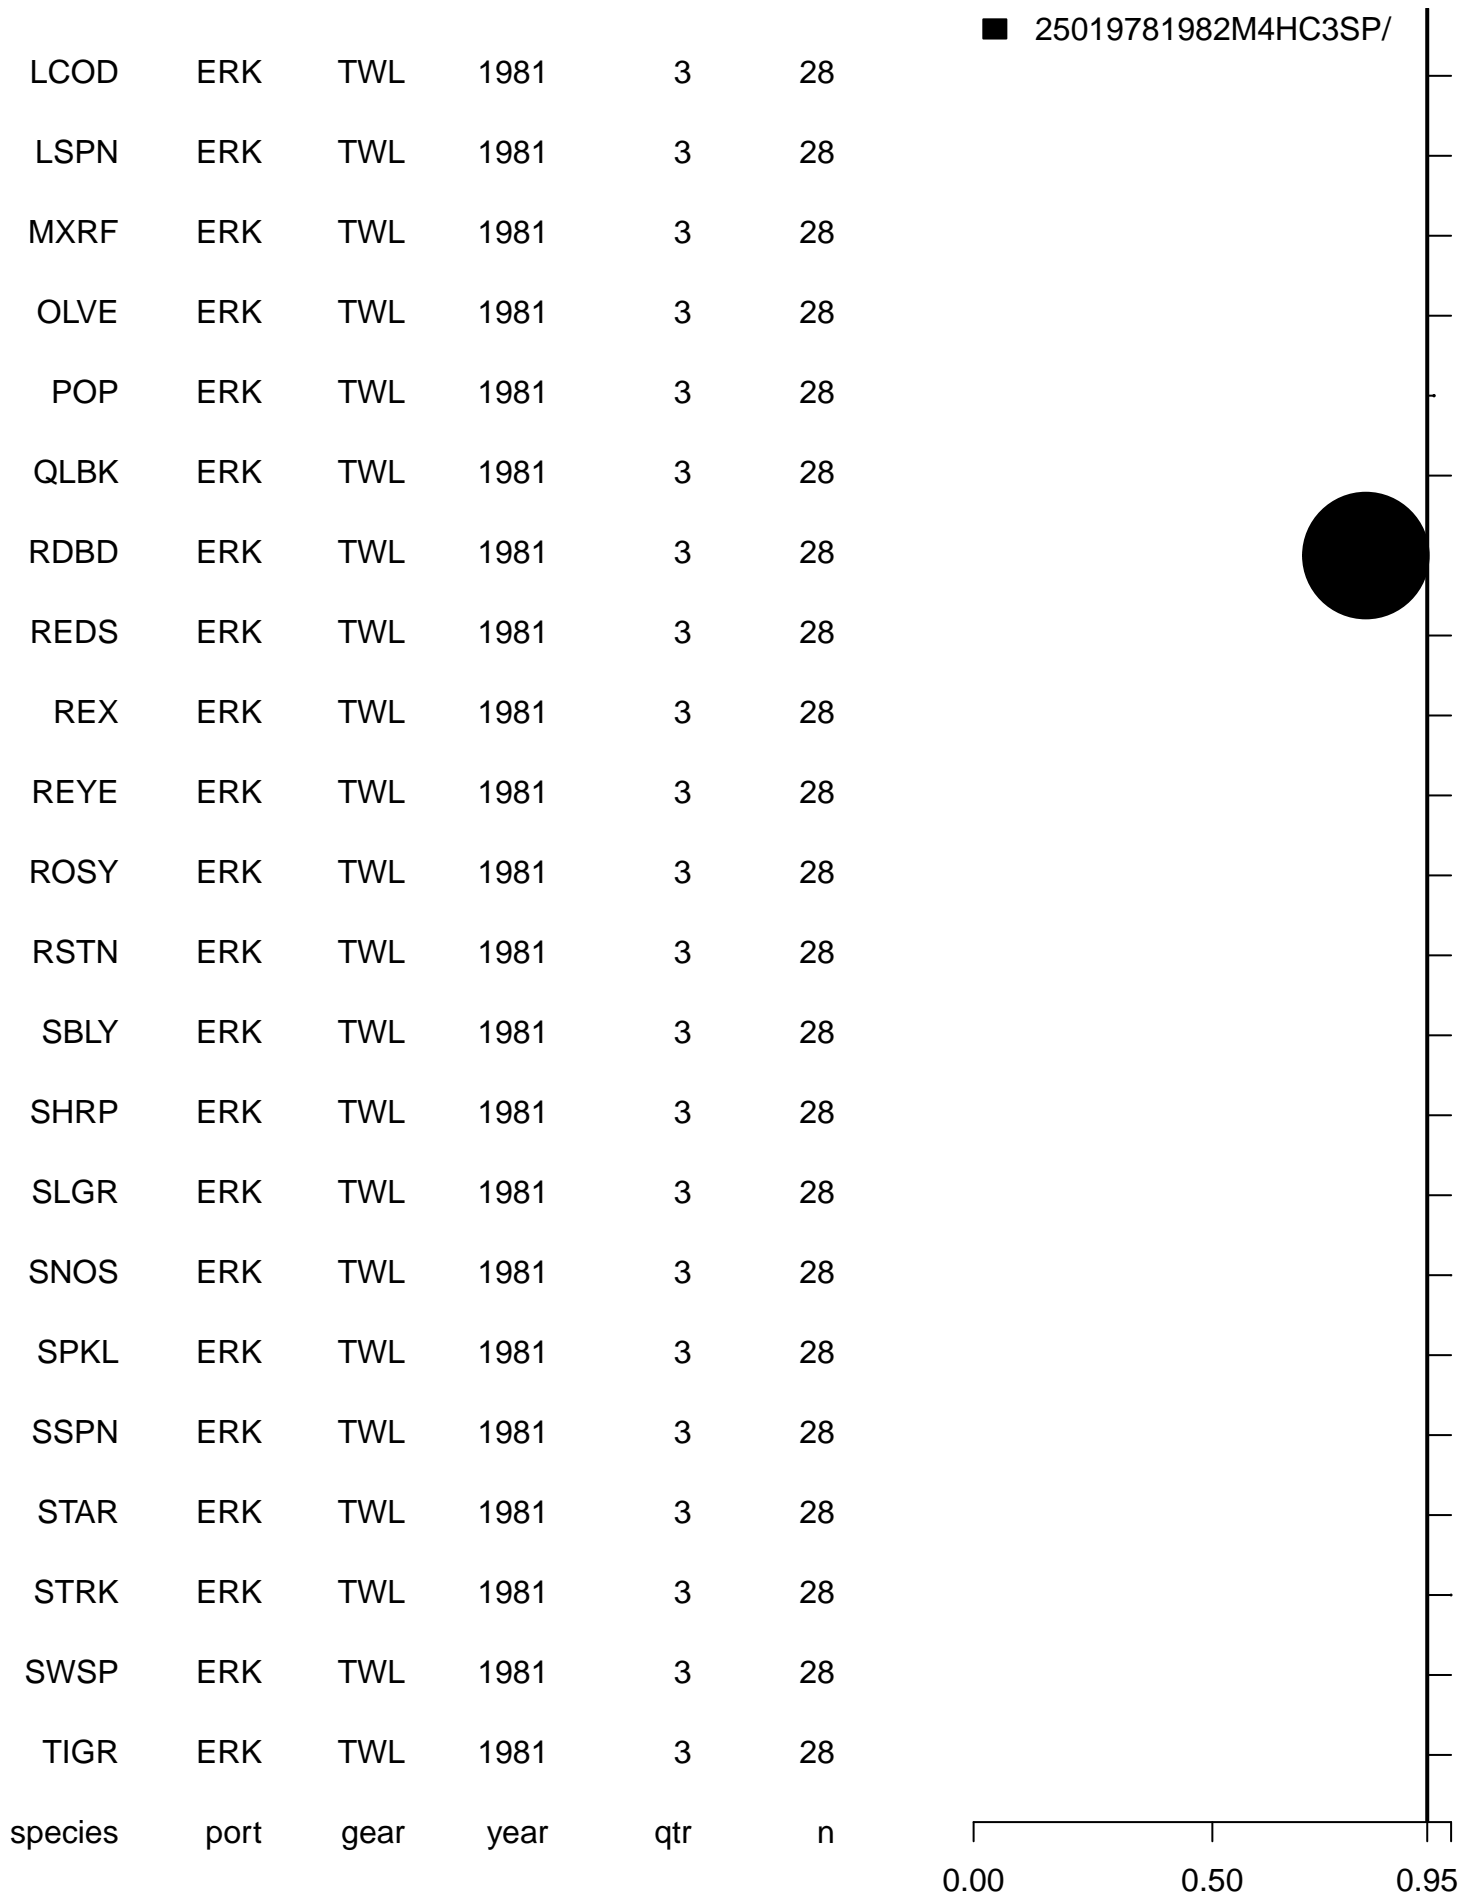 25019781982M4HC3SP/
LCOD ERK TWL 1981 3 28
LSPN ERK TWL 1981 3 28
MXRF ERK TWL 1981 3 28
OLVE ERK TWL 1981 3 28
POP ERK TWL 1981 3 28
QLBK ERK TWL 1981 3 28
RDBD ERK TWL 1981 3 28
REDS ERK TWL 1981 3 28
REX ERK TWL 1981 3 28
REYE ERK TWL 1981 3 28
ROSY ERK TWL 1981 3 28
RSTN ERK TWL 1981 3 28
SBLY ERK TWL 1981 3 28
SHRP ERK TWL 1981 3 28
SLGR ERK TWL 1981 3 28
SNOS ERK TWL 1981 3 28
SPKL ERK TWL 1981 3 28
SSPN ERK TWL 1981 3 28
STAR ERK TWL 1981 3 28
STRK ERK TWL 1981 3 28
SWSP ERK TWL 1981 3 28
TIGR ERK TWL 1981 3 28
species port gear year qtr n
0.00 0.50 0.95